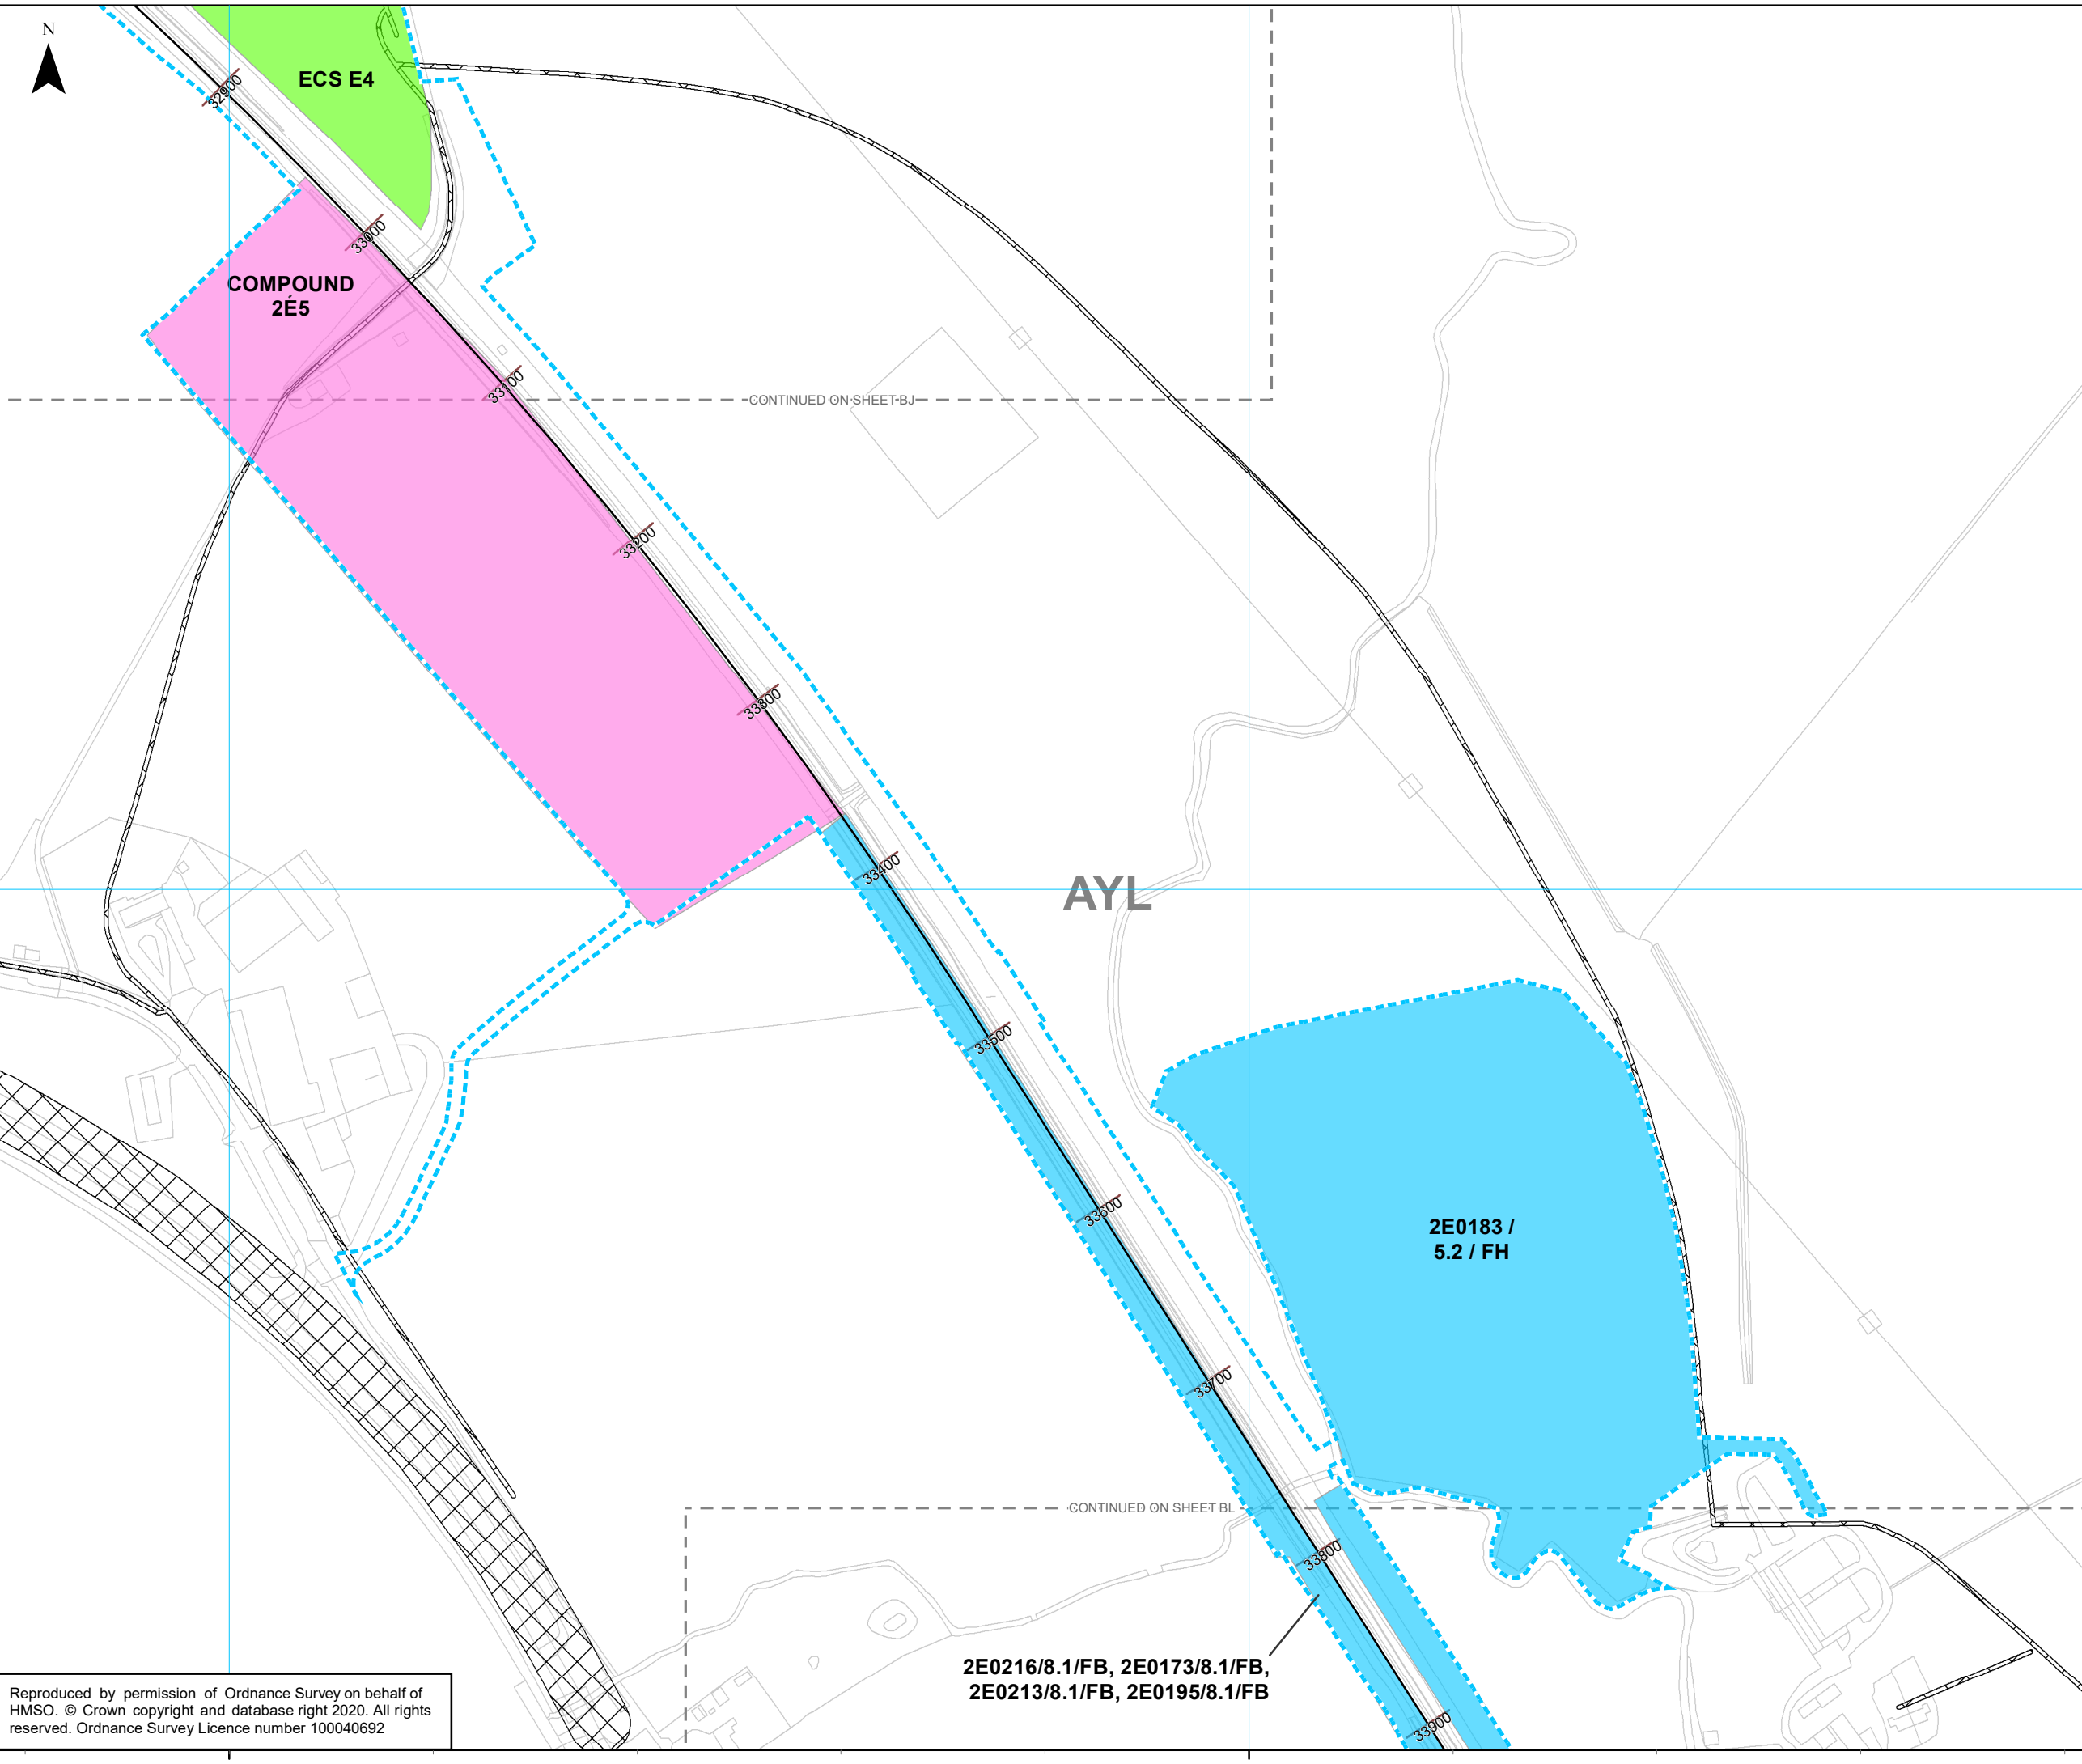 N
ECS E4
32900
33000
COMPOUND
2É5
33100
CONTINUED ON SHEET BJ
33200
33300
33400
AYL
33500
33600
2E0183 /
5.2 / FH
33700
CONTINUED ON SHEET BL
33800
2E0216/8.1/FB, 2E0173/8.1/FB,
2E0213/8.1/FB, 2E0195/8.1/FB
33900
Reproduced by permission of Ordnance Survey on behalf of
HMSO. © Crown copyright and database right 2020. All rights
reserved. Ordnance Survey Licence number 100040692